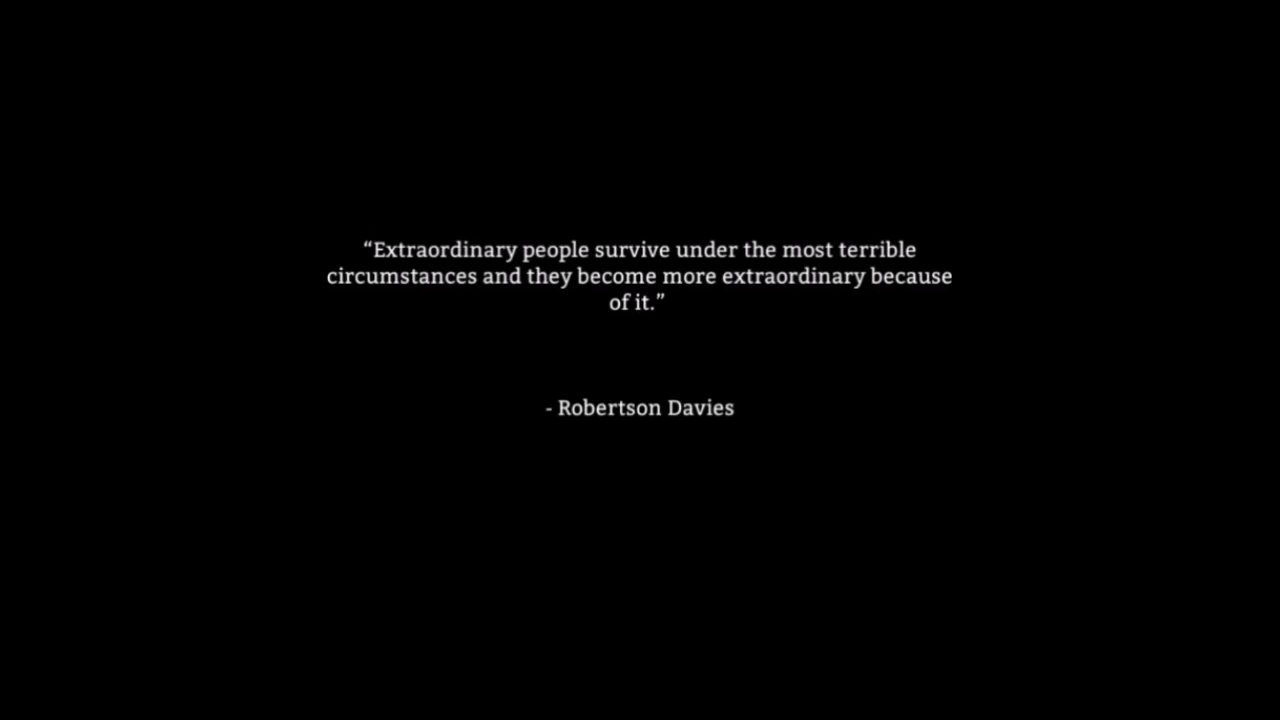 “Extraordinary people survive under the most terrible
circumstances and they become more extraordinary because
of it.”
- Robertson Davies